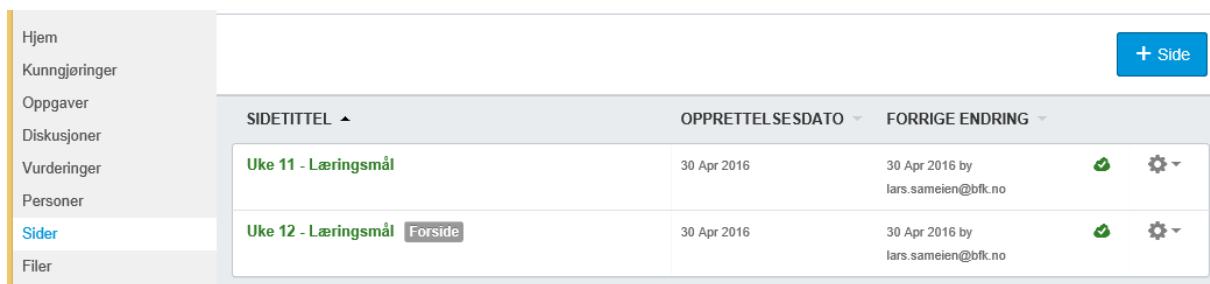 Hjem
Kunngjøringer
Oppgaver
Diskusjoner
Vurderinger
Personer
Sider
Filer
+ Side
SIDETITTEL OPPRETTELSESDATO FORRIGE ENDRING
Uke 11 - Læringsmål 30 Apr 2016 30 Apr 2016 by
lars.sameien@bfk.no
Uke 12 - Læringsmål Forside 30 Apr 2016 30 Apr 2016 by
lars.sameien@bfk.no